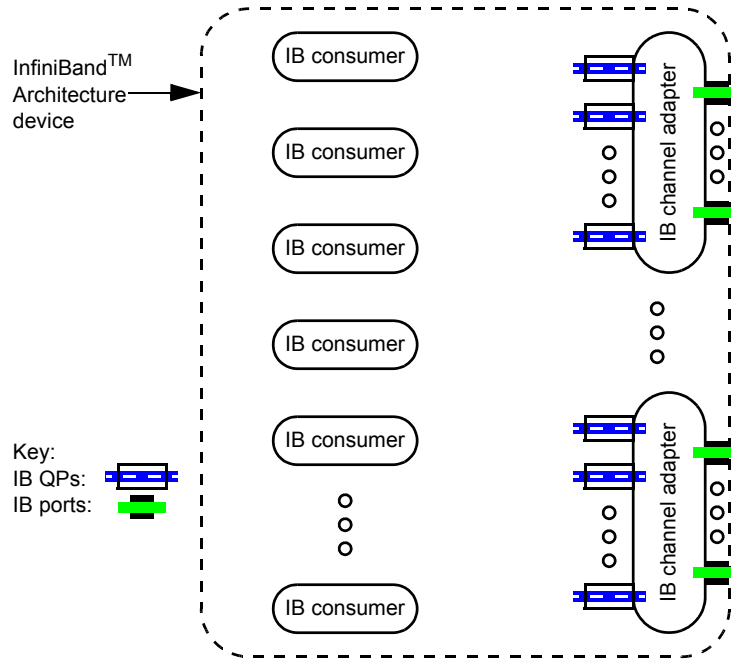 InfiniBand™
Architecture
device
IB consumer
IB consumer
IB consumer
IB consumer
IB consumer
IB consumer
IB channel adapter
IB channel adapter
Key:
IB QPs:
IB ports: